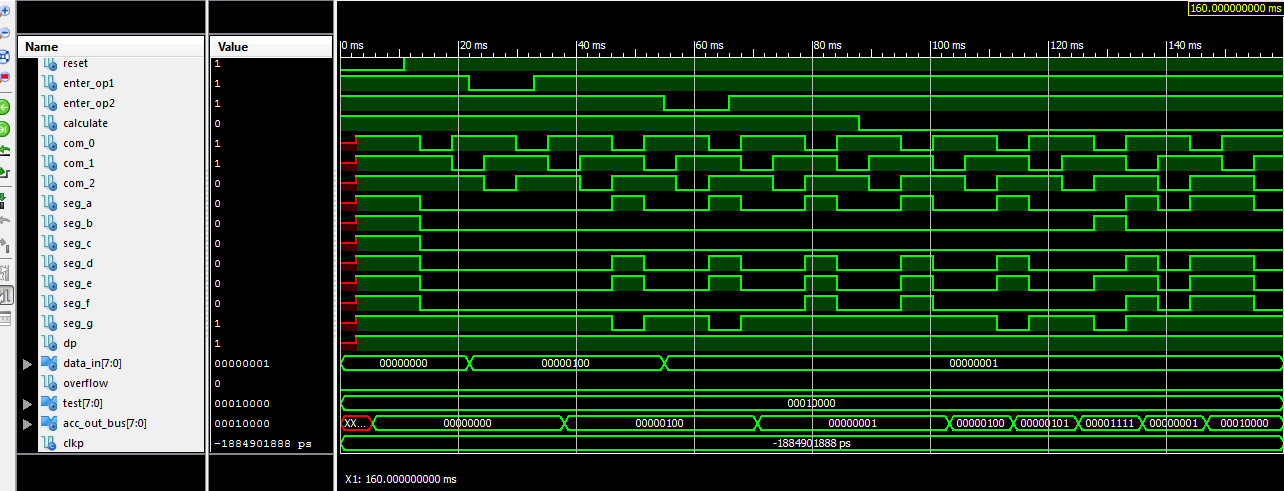 160.000000000 ms
Name Value 0 ms 20 ms 40 ms 60 ms 80 ms 100 ms 120 ms 140 ms
reset 1
enter_op1 1
enter_op2 1
calculate 0
com_0 1
com_1 1
com_2 0
seg_a 0
seg_b 0
seg_c 0
seg_d 0
seg_e 0
seg_f 0
seg_g 1
dp 1
data_in[7:0] 00000001 00000000 00000100 00000001
overflow 0
test[7:0] 00010000 00010000
acc_out_bus[7:0] 00010000 XX... 00000000 00000100 00000001 00000100 00000101 00001111 00000001 00010000
clkp -1884901888 ps -1884901888 ps
X1: 160.000000000 ms